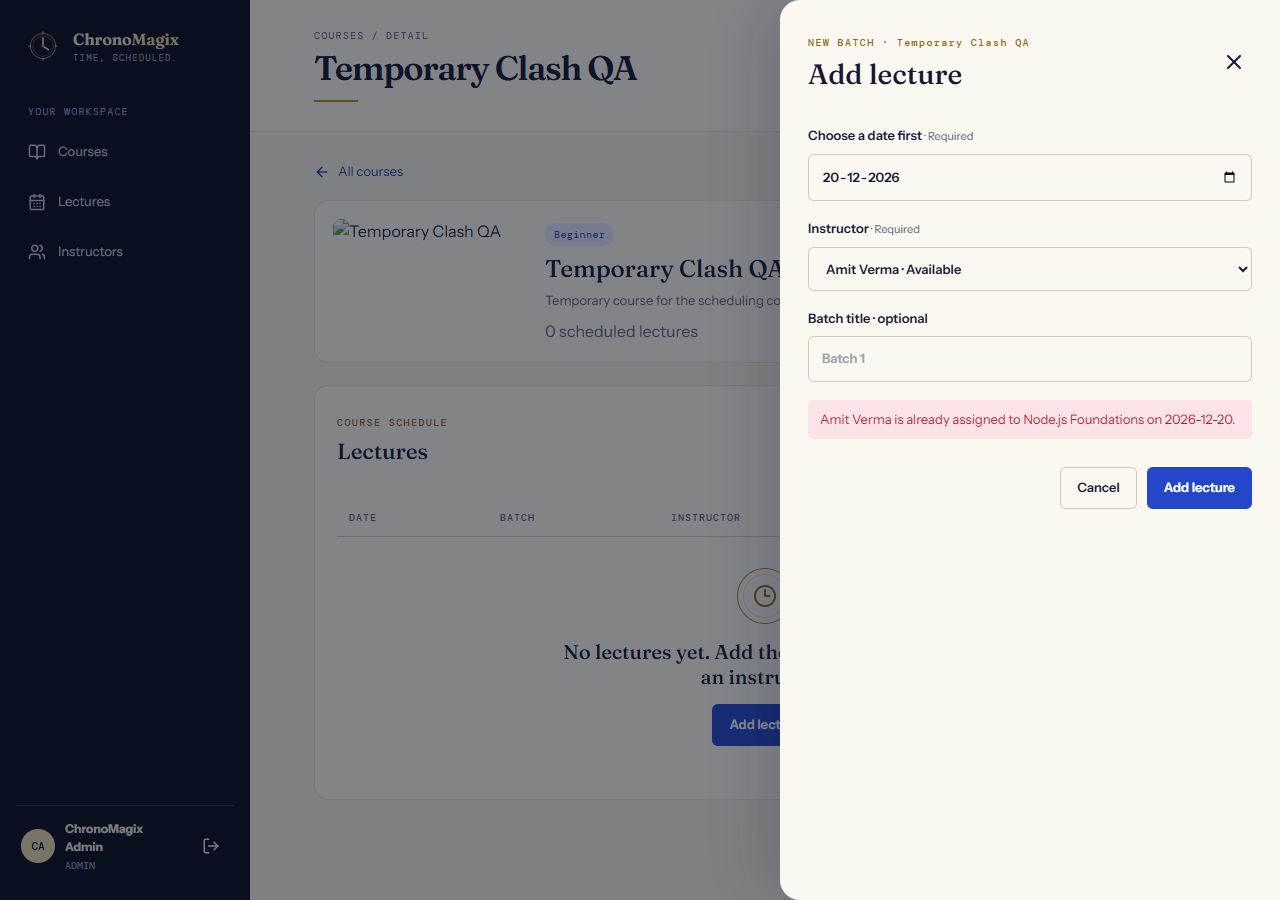 ChronoMagix
TIME, SCHEDULED.
YOUR WORKSPACE
Courses
Lectures
Instructors
ChronoMagix
Admin
CA
ADMIN
COURSES / DETAIL
Temporary Clash QA
All courses
Temporary Clash QA
Beginner
Temporary Clash QA
Temporary course for the scheduling co
0 scheduled lectures
COURSE SCHEDULE
Lectures
DATE
BATCH
INSTRUCTOR
No lectures yet. Add the
an instru
Add lect
NEW BATCH · Temporary Clash QA
Add lecture
Choose a date first · Required
20-12-2026
Instructor · Required
Amit Verma · Available
Batch title · optional
Batch 1
Amit Verma is already assigned to Node.js Foundations on 2026-12-20.
Cancel
Add lecture